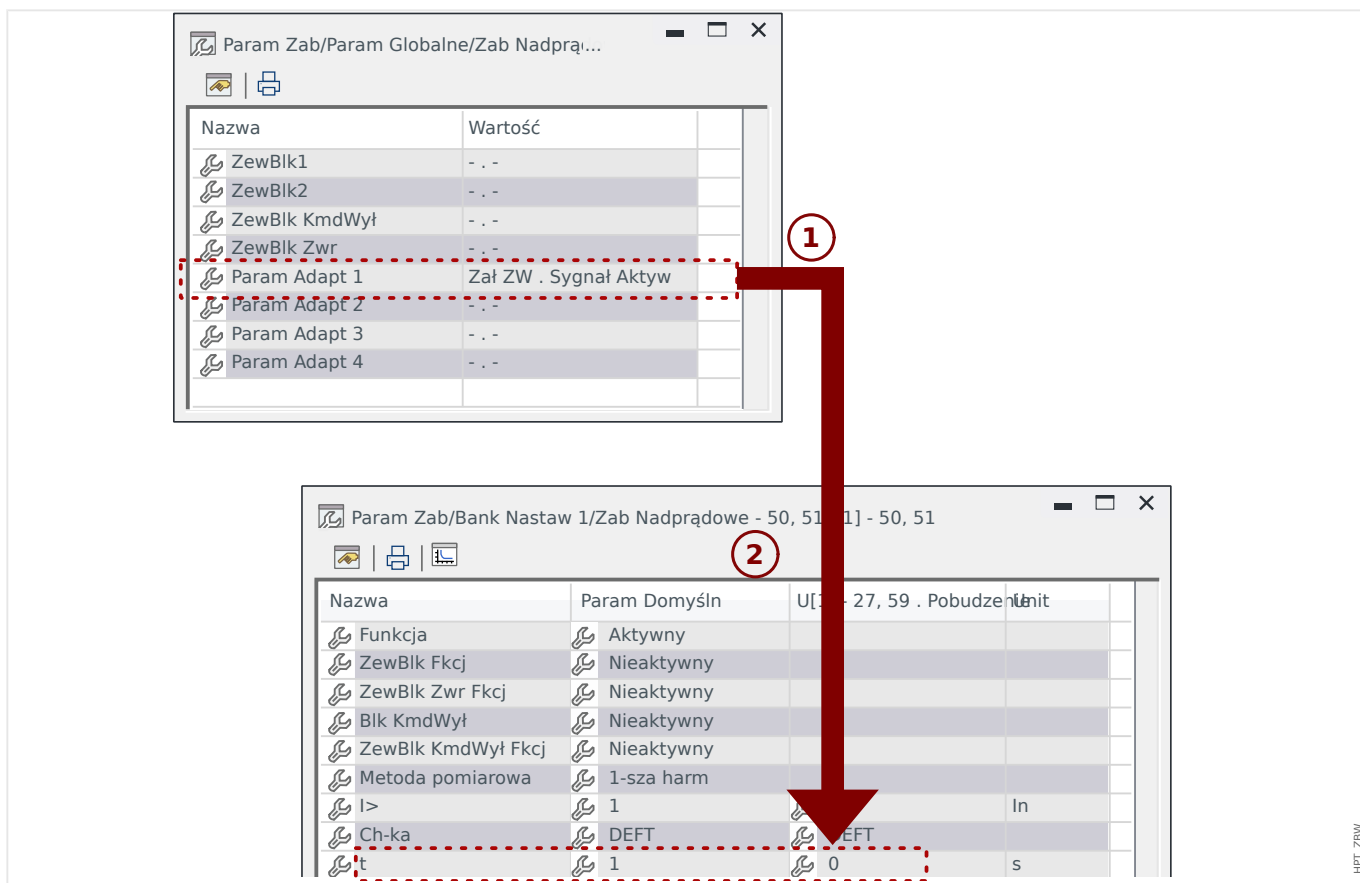 Param Zab/Param Globalne/Zab Nadprą...
Nazwa Wartość
ZewBlk1 - . -
ZewBlk2 - . -
ZewBlk KmdWył - . -
ZewBlk Zwr - . -
1
Param Adapt 1 Zał ZW . Sygnał Aktyw
Param Adapt 2 - . -
Param Adapt 3 - . -
Param Adapt 4 - . -
Param Zab/Bank Nastaw 1/Zab Nadprądowe - 50, 51 1] - 50, 51
2
Nazwa Param Domyśln U[ - 27, 59 . Pobudzenie Unit
Funkcja Aktywny
ZewBlk Fkcj Nieaktywny
ZewBlk Zwr Fkcj Nieaktywny
Blk KmdWył Nieaktywny
ZewBlk KmdWył Fkcj Nieaktywny
Metoda pomiarowa 1-sza harm
I> 1 In
Ch-ka DEFT EFT
t 1 0 s
HPT_ZBW